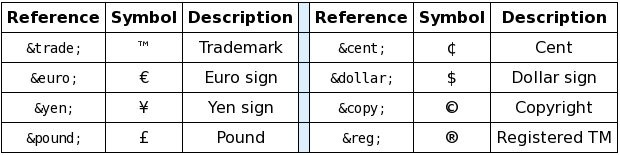 Reference Symbol Description Reference Symbol Description
&trade; ™ Trademark &cent; ¢ Cent
&euro; € Euro sign &dollar; $ Dollar sign
&yen; ¥ Yen sign &copy; © Copyright
&pound; £ Pound &reg; ® Registered TM